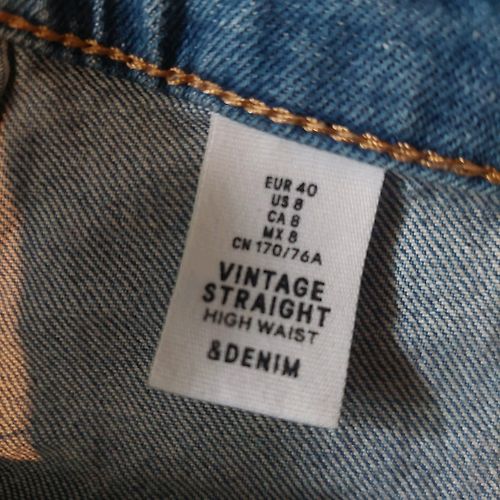 EUR 40
US 8
CA 8
MX 8
CN 170/76A
VINTAGE
STRAIGHT
HIGH WAIST
&DENIM